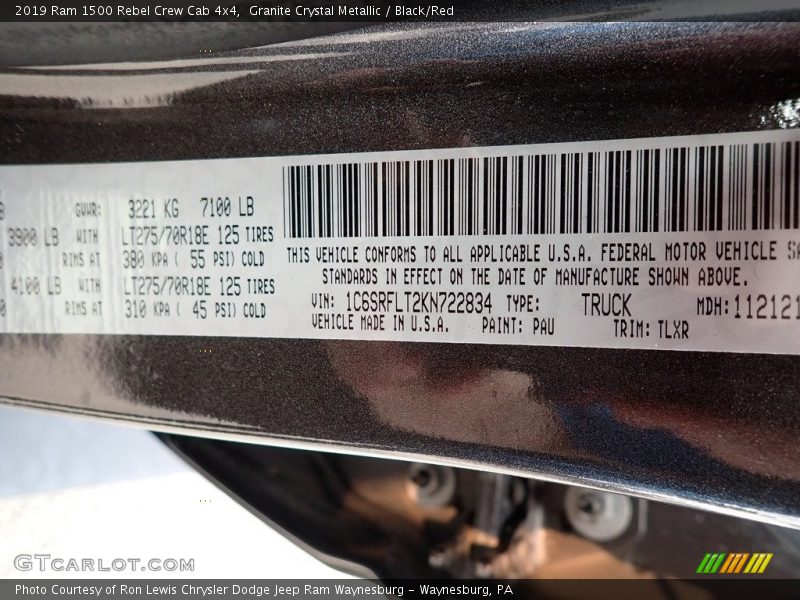 2019 Ram 1500 Rebel Crew Cab 4x4,  Granite Crystal Metallic / Black/Red
GVWR: 3221 KG 7100 LB
3900 LB WITH LT275/70R18E 125 TIRES
RIMS AT 380 KPA ( 55 PSI) COLD
4100 LB WITH LT275/70R18E 125 TIRES
RIMS AT 310 KPA ( 45 PSI) COLD
THIS VEHICLE CONFORMS TO ALL APPLICABLE U.S.A. FEDERAL MOTOR VEHICLE
STANDARDS IN EFFECT ON THE DATE OF MANUFACTURE SHOWN ABOVE.
VIN: 1C6SRFLT2KN722834 TYPE: TRUCK MDH: 112121
VEHICLE MADE IN U.S.A. PAINT: PAU TRIM: TLXR
GTCARLOT.COM
Photo Courtesy of Ron Lewis Chrysler Dodge Jeep Ram Waynesburg – Waynesburg, PA